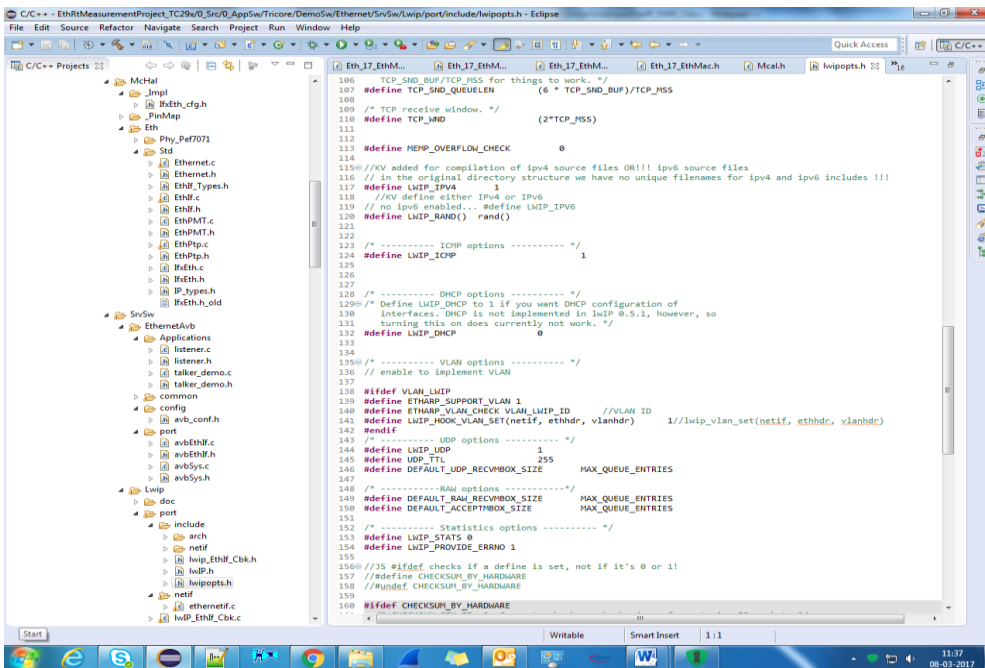 C/C++ - EthRtMeasurementProject_TC29x/0_Src/0_AppSw/Tricore/DemoSw/Ethernet/SrvSw/Lwip/port/include/lwipopts.h - Eclipse
File Edit Source Refactor Navigate Search Project Run Window Help
Quick Access
C/C++
C/C++ Projects
McHal
_Impl
IfxEth_cfg.h
_PinMap
Eth
Phy_Pef7071
Std
Ethernet.c
Ethernet.h
EthIf_Types.h
EthIf.c
EthIf.h
EthPMT.c
EthPMT.h
EthPtp.c
EthPtp.h
IfxEth.c
IfxEth.h
IP_types.h
IfxEth.h_old
SrvSw
EthernetAvb
Applications
listener.c
listener.h
talker_demo.c
talker_demo.h
common
config
avb_conf.h
port
avbEthIf.c
avbEthIf.h
avbSys.c
avbSys.h
Lwip
doc
port
include
arch
netif
lwip_EthIf_Cbk.h
lwIP.h
lwipopts.h
netif
ethernetif.c
lwIP_EthIf_Cbk.c
Eth_17_EthM... Eth_17_EthM... Eth_17_EthM... Eth_17_EthMac.h Mcal.h lwipopts.h »16
106 TCP_SND_BUF/TCP_MSS for things to work. */
107 #define TCP_SND_QUEUELEN (6 * TCP_SND_BUF)/TCP_MSS
108
109 /* TCP receive window. */
110 #define TCP_WND (2*TCP_MSS)
111
112
113 #define MEMP_OVERFLOW_CHECK 0
114
115 //KV added for compilation of ipv4 source files OR!!! ipv6 source files
116 // in the original directory structure we have no unique filenames for ipv4 and ipv6 includes !!!
117 #define LWIP_IPV4 1
118 //KV define either IPv4 or IPv6
119 // no ipv6 enabled... #define LWIP_IPV6
120 #define LWIP_RAND() rand()
121
122
123 /* ---------- ICMP options ---------- */
124 #define LWIP_ICMP 1
125
126
127
128 /* ---------- DHCP options ---------- */
129 /* Define LWIP_DHCP to 1 if you want DHCP configuration of
130 interfaces. DHCP is not implemented in lwIP 0.5.1, however, so
131 turning this on does currently not work. */
132 #define LWIP_DHCP 0
133
134
135 /* ---------- VLAN options ---------- */
136 // enable to implement VLAN
137
138 #ifdef VLAN_LWIP
139 #define ETHARP_SUPPORT_VLAN 1
140 #define ETHARP_VLAN_CHECK VLAN_LWIP_ID //VLAN ID
141 #define LWIP_HOOK_VLAN_SET(netif, ethhdr, vlanhdr) 1//lwip_vlan_set(netif, ethhdr, vlanhdr)
142 #endif
143 /* ---------- UDP options ---------- */
144 #define LWIP_UDP 1
145 #define UDP_TTL 255
146 #define DEFAULT_UDP_RECVMBOX_SIZE MAX_QUEUE_ENTRIES
147
148 /* ----------RAW options ----------*/
149 #define DEFAULT_RAW_RECVMBOX_SIZE MAX_QUEUE_ENTRIES
150 #define DEFAULT_ACCEPTMBOX_SIZE MAX_QUEUE_ENTRIES
151
152 /* ---------- Statistics options ---------- */
153 #define LWIP_STATS 0
154 #define LWIP_PROVIDE_ERRNO 1
155
156 //JS #ifdef checks if a define is set, not if it's 0 or 1!
157 //#define CHECKSUM_BY_HARDWARE
158 //#undef CHECKSUM_BY_HARDWARE
159
160 #ifdef CHECKSUM_BY_HARDWARE
Start
Writable Smart Insert 1 : 1
11:37
08-03-2017